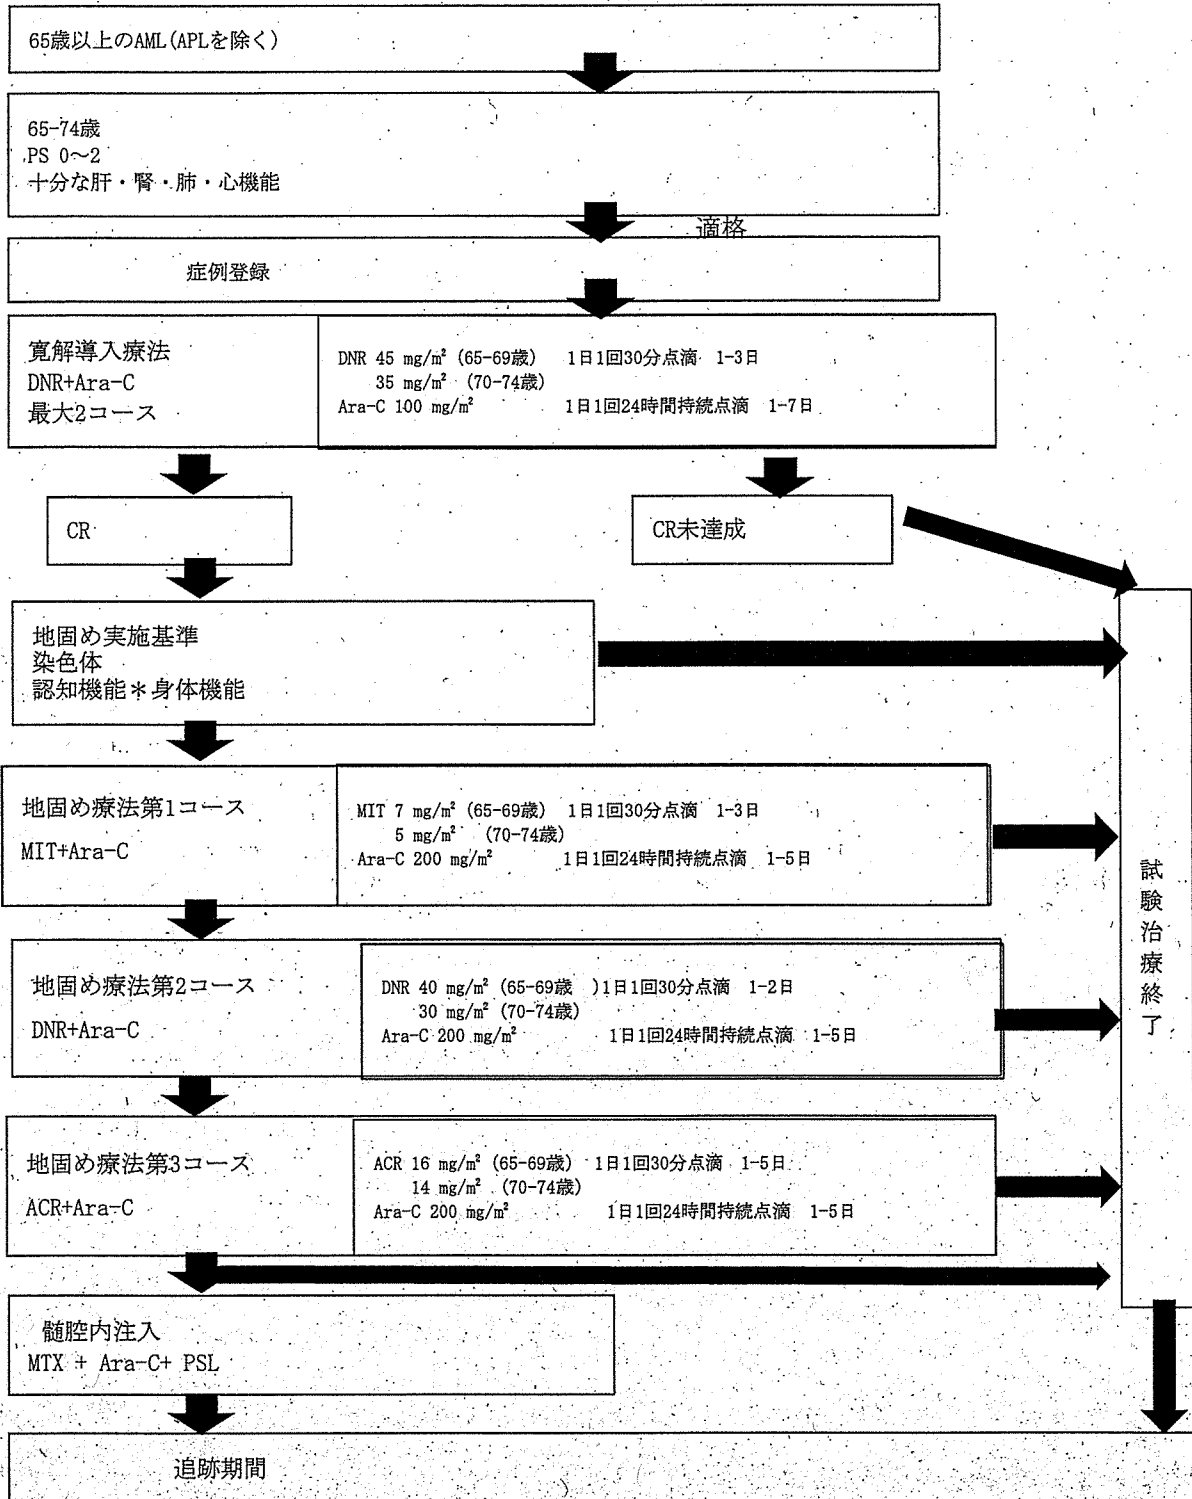 65歳以上のAML(APLを除く)
65-74歳
PS 0～2
十分な肝・腎・肺・心機能
適格
症例登録
寛解導入療法
DNR+Ara-C
最大2コース
DNR 45 mg/m² (65-69歳) 1日1回30分点滴 1-3日
35 mg/m² (70-74歳)
Ara-C 100 mg/m² 1日1回24時間持続点滴 1-7日
CR
CR未達成
地固め実施基準
染色体
認知機能＊身体機能
地固め療法第1コース
MIT+Ara-C
MIT 7 mg/m² (65-69歳) 1日1回30分点滴 1-3日
5 mg/m² (70-74歳)
Ara-C 200 mg/m² 1日1回24時間持続点滴 1-5日
地固め療法第2コース
DNR+Ara-C
DNR 40 mg/m² (65-69歳 )1日1回30分点滴 1-2日
30 mg/m² (70-74歳)
Ara-C 200 mg/m² 1日1回24時間持続点滴 1-5日
地固め療法第3コース
ACR+Ara-C
ACR 16 mg/m² (65-69歳) 1日1回30分点滴 1-5日
14 mg/m² (70-74歳)
Ara-C 200 mg/m² 1日1回24時間持続点滴 1-5日
試験治療終了
髄腔内注入
MTX + Ara-C+ PSL
追跡期間